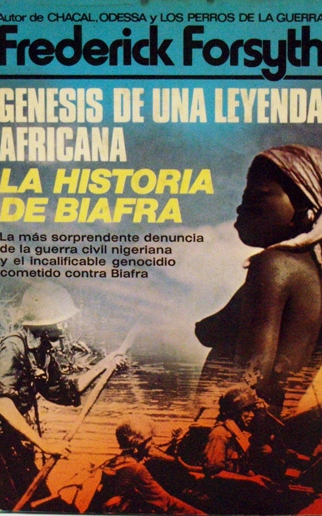 Autor de CHACAL, ODESSA y LOS PERROS DE LA GUERRA
Frederick Forsyth
GENESIS DE UNA LEYENDA
AFRICANA
LA HISTORIA
DE BIAFRA
La más sorprendente denuncia
de la guerra civil nigeriana
y el incalificable genocidio
cometido contra Biafra